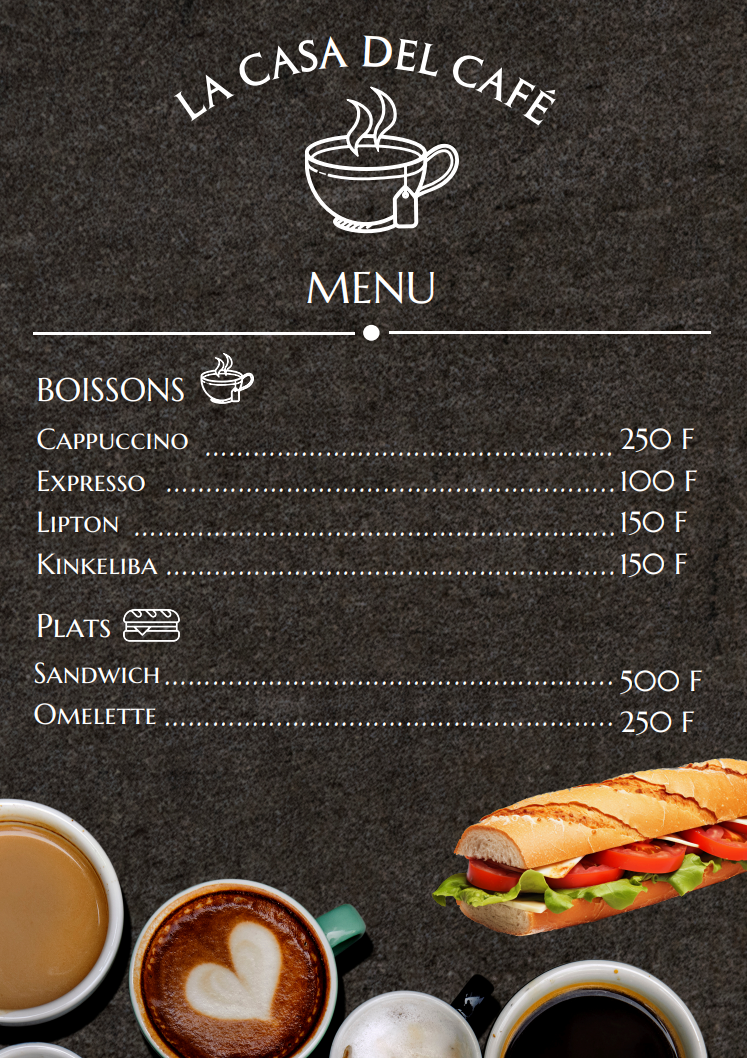 LA CASA DEL CAFÉ
MENU
BOISSONS
CAPPUCCINO ........................................................ 250 F
EXPRESSO ........................................................ 100 F
LIPTON ........................................................ 150 F
KINKELIBA ........................................................ 150 F
PLATS
SANDWICH ........................................................ 500 F
OMELETTE ........................................................ 250 F